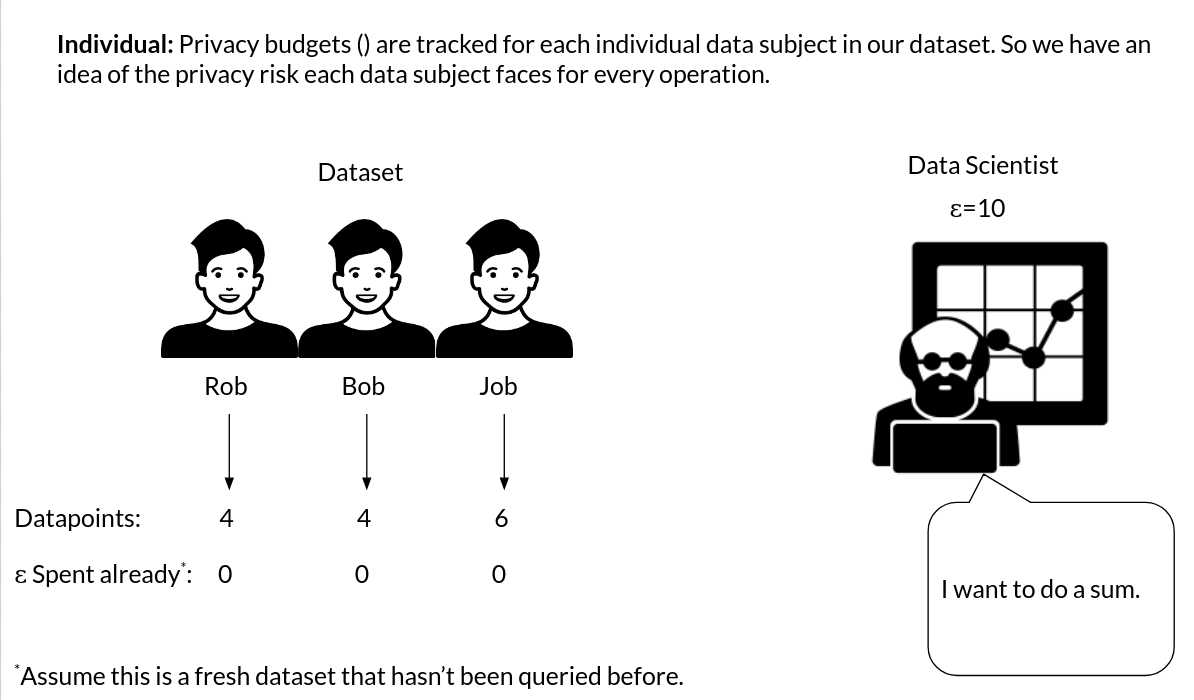 Individual: Privacy budgets () are tracked for each individual data subject in our dataset. So we have an
idea of the privacy risk each data subject faces for every operation.
Dataset
Data Scientist
ε=10
Rob Bob Job
Datapoints: 4 4 6
ε Spent already*: 0 0 0
I want to do a sum.
*Assume this is a fresh dataset that hasn’t been queried before.